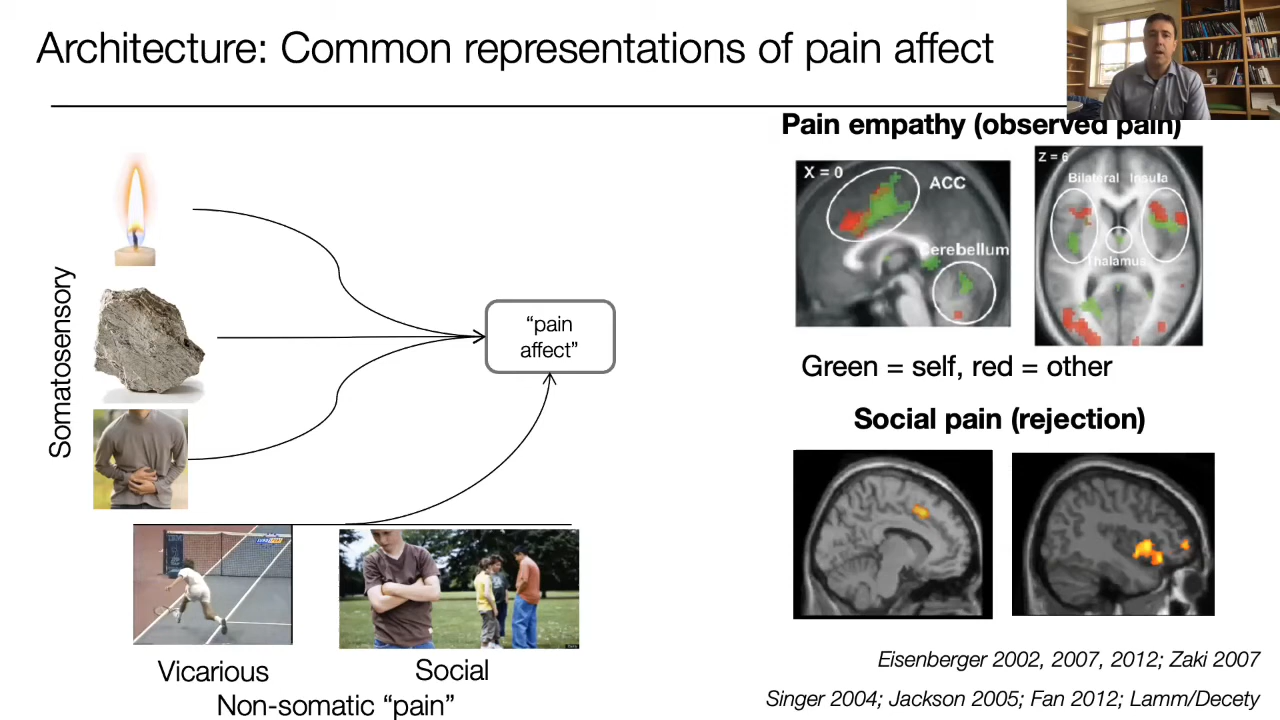 Architecture: Common representations of pain affect
Pain empathy (observed pain)
X = 0
ACC
Cerebellum
Z = 6
Bilateral Insula
Thalamus
Green = self, red = other
Somatosensory
“pain
affect”
Social pain (rejection)
IBM
Vicarious
Social
Non-somatic “pain”
Eisenberger 2002, 2007, 2012; Zaki 2007
Singer 2004; Jackson 2005; Fan 2012; Lamm/Decety